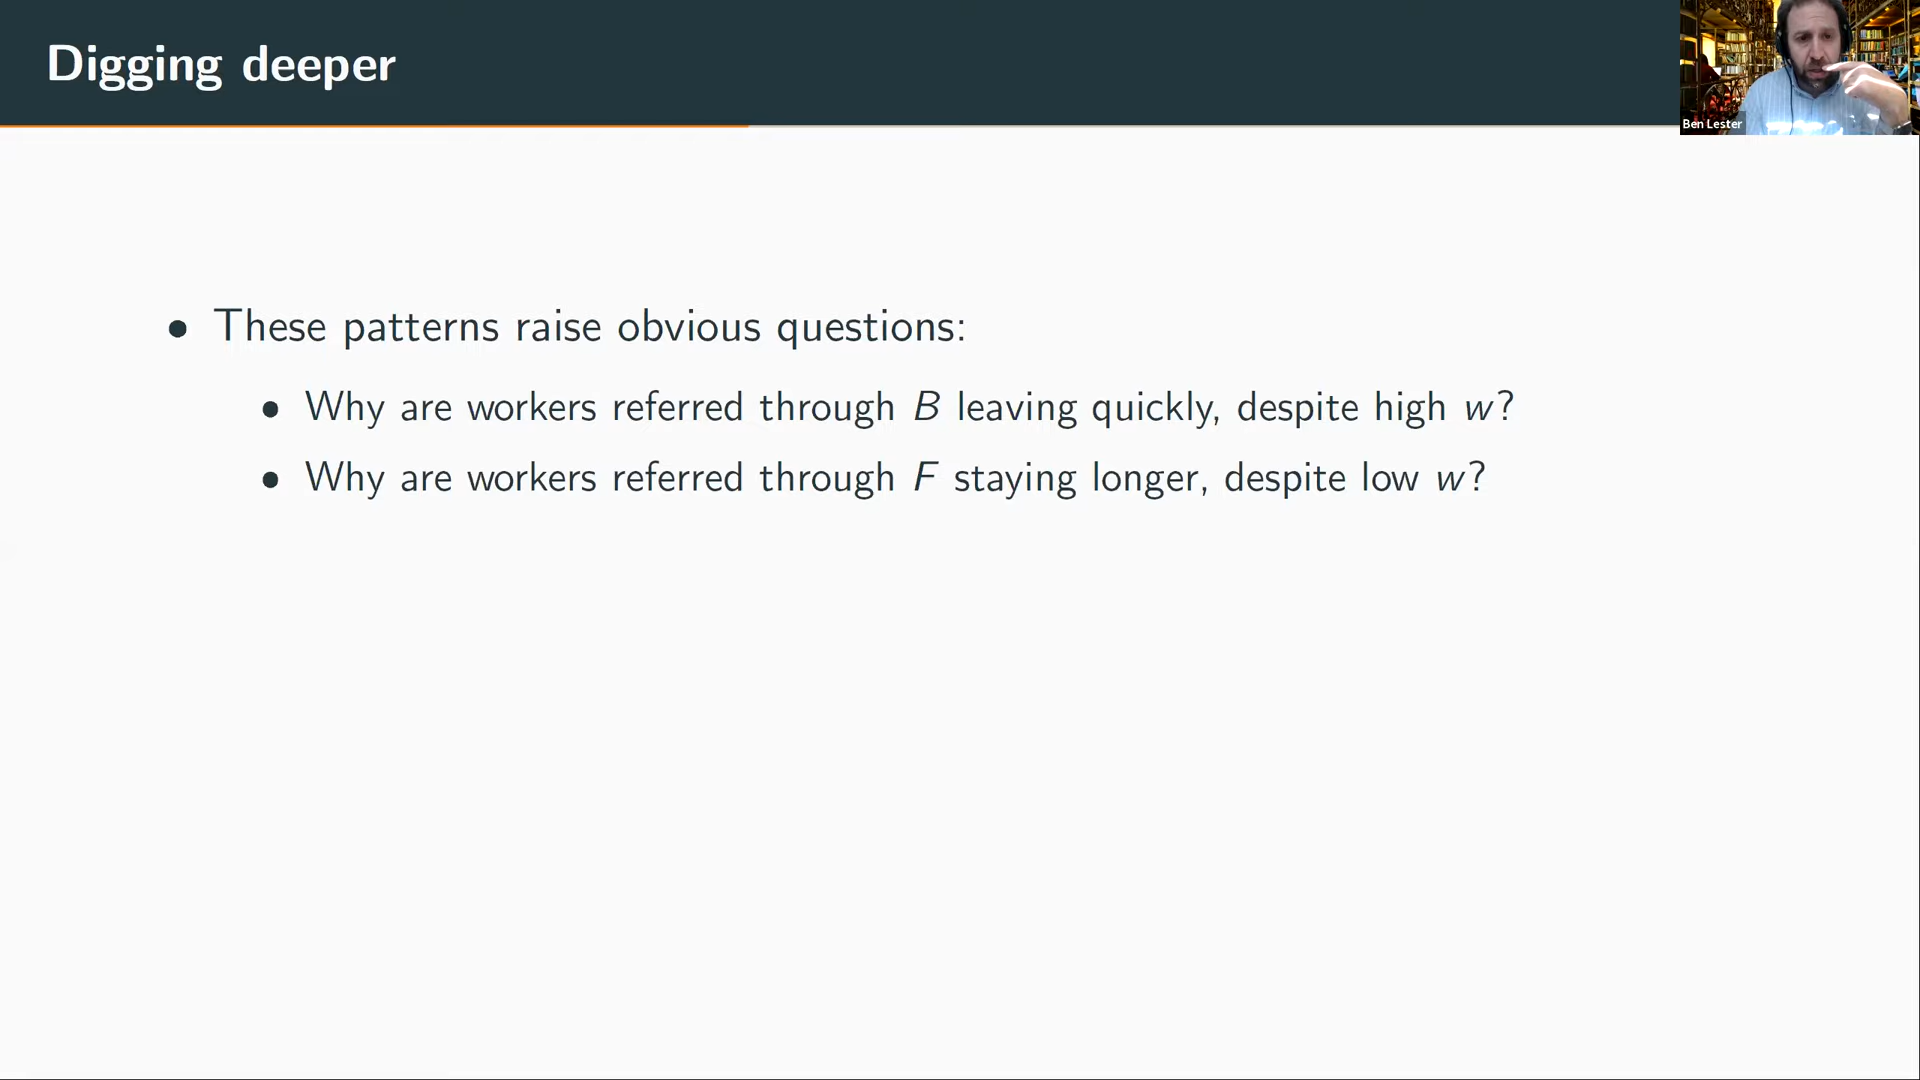 Digging deeper
Ben Lester
• These patterns raise obvious questions:
• Why are workers referred through B leaving quickly, despite high w?
• Why are workers referred through F staying longer, despite low w?